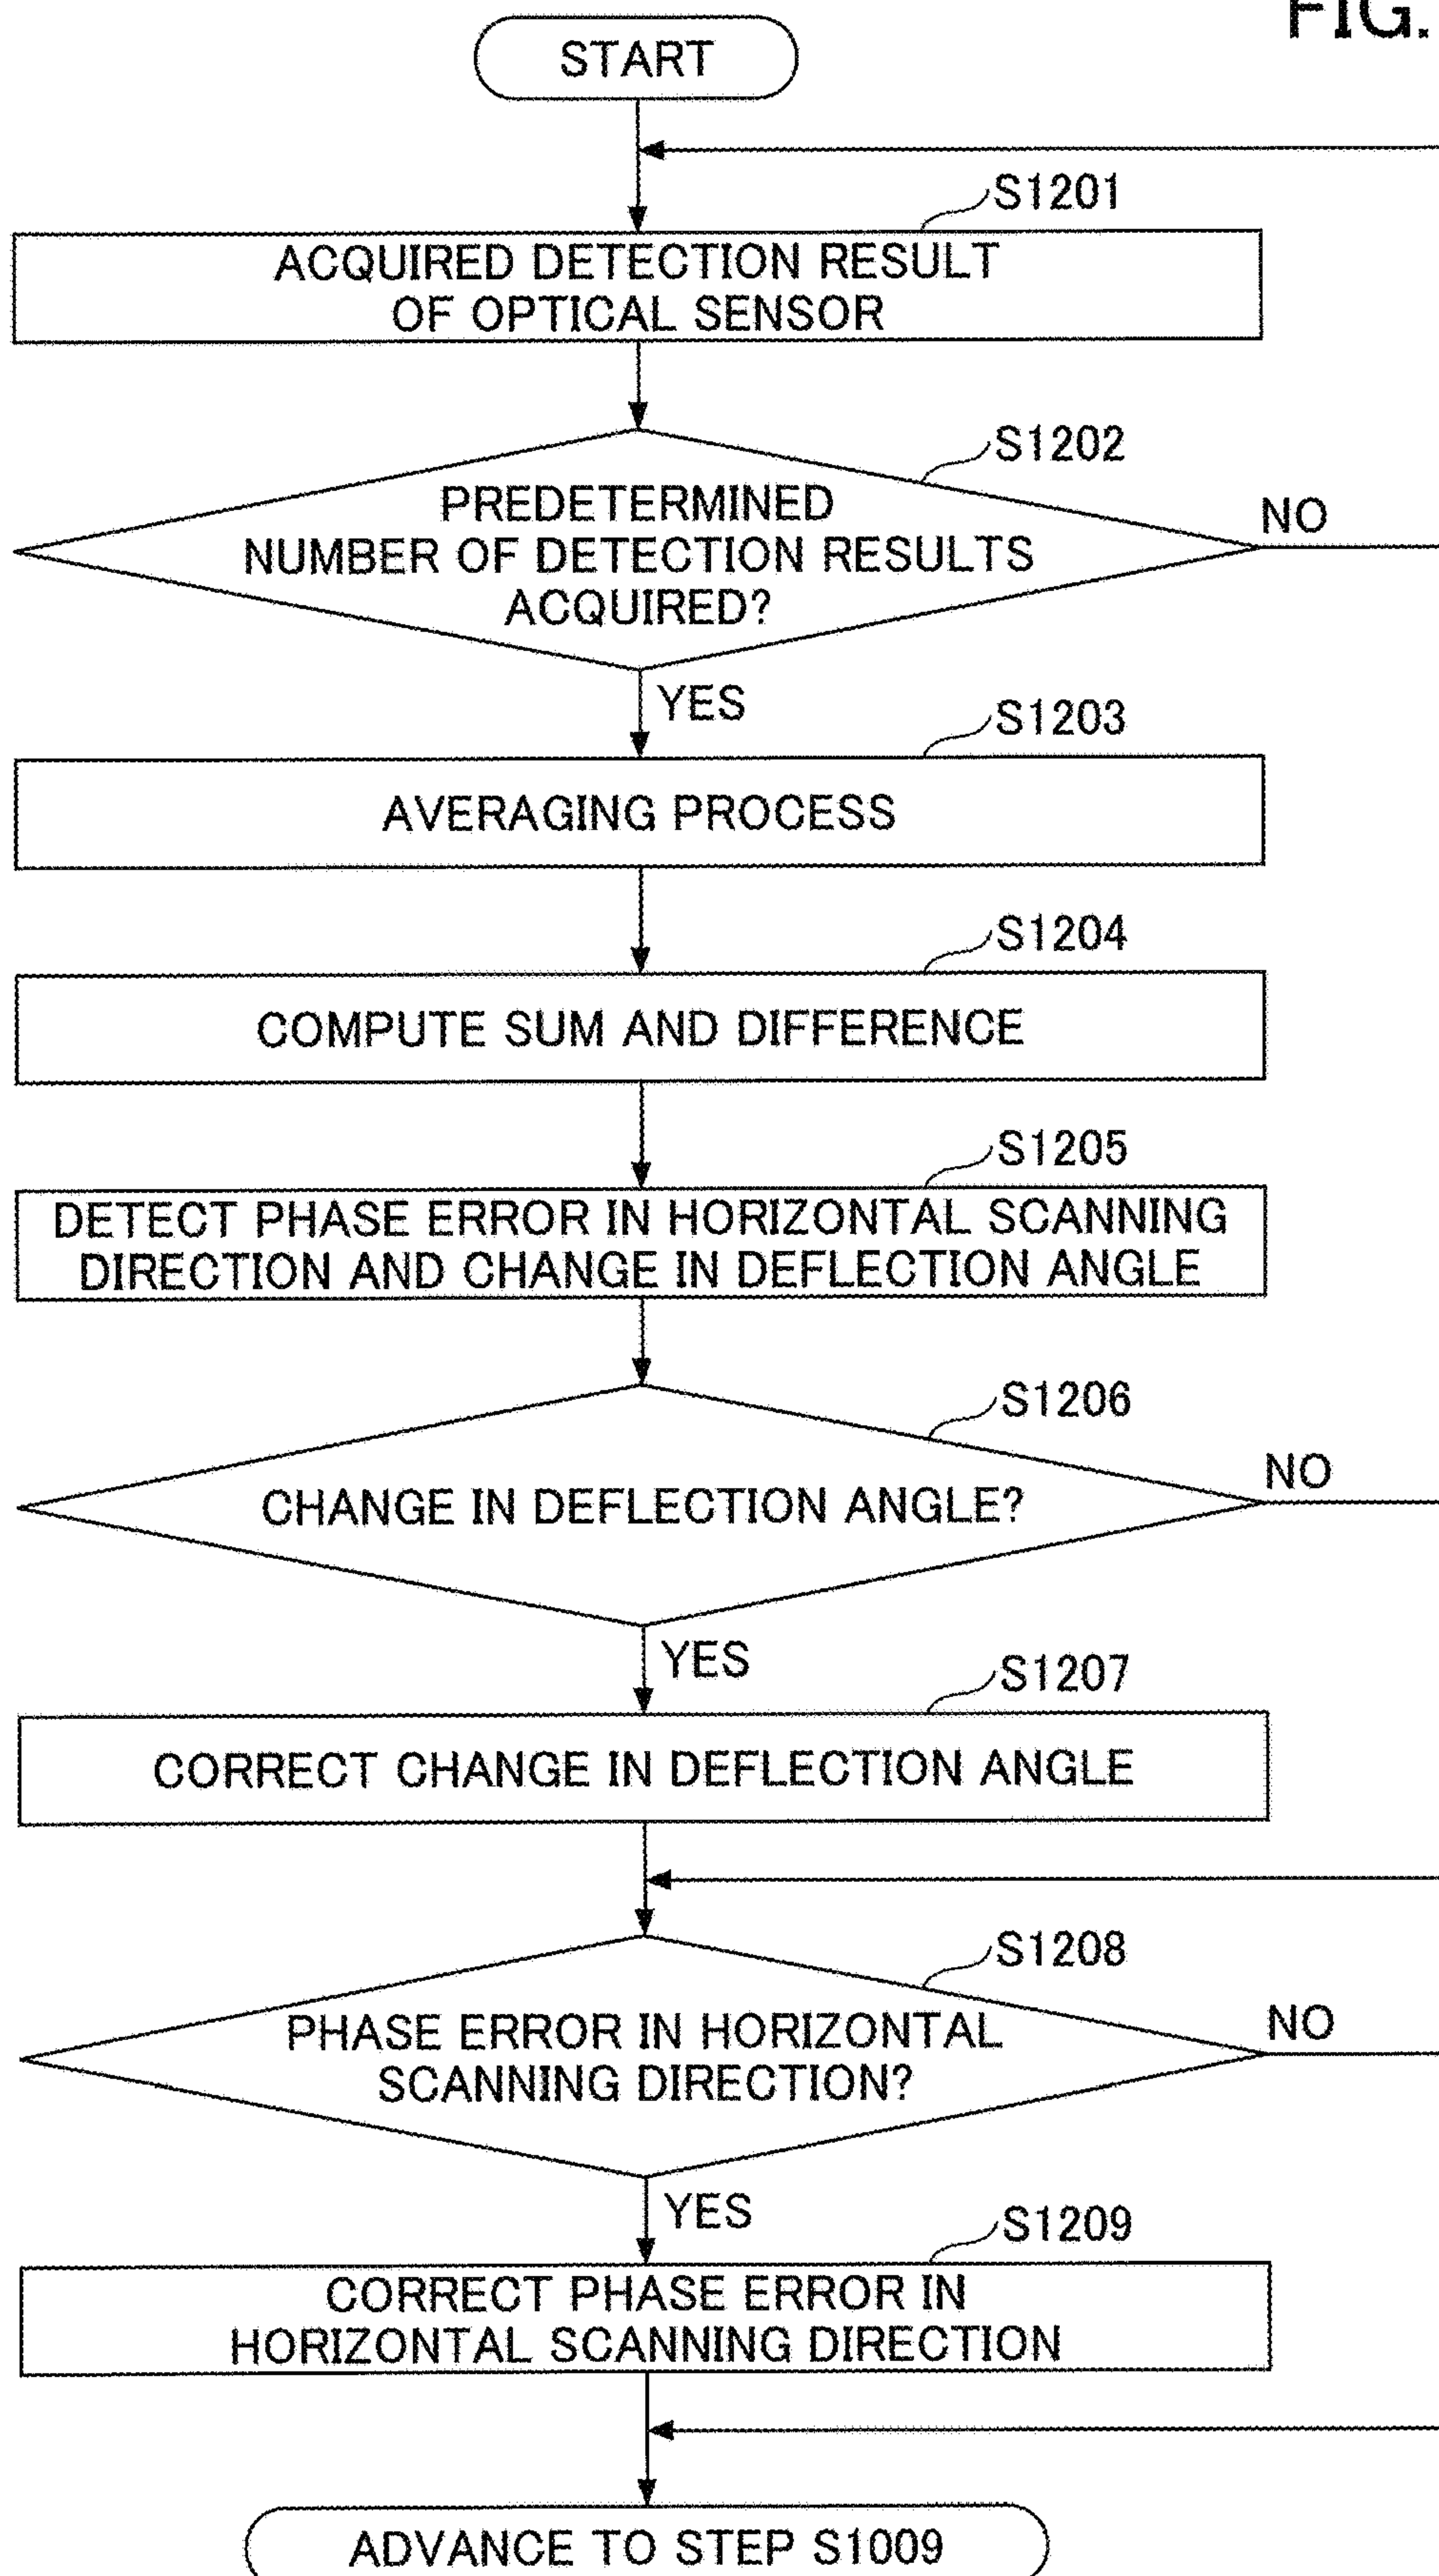 FIG.
START
S1201
ACQUIRED DETECTION RESULT
OF OPTICAL SENSOR
S1202
PREDETERMINED
NUMBER OF DETECTION RESULTS
ACQUIRED?
NO
YES
S1203
AVERAGING PROCESS
S1204
COMPUTE SUM AND DIFFERENCE
S1205
DETECT PHASE ERROR IN HORIZONTAL SCANNING
DIRECTION AND CHANGE IN DEFLECTION ANGLE
S1206
CHANGE IN DEFLECTION ANGLE?
NO
YES
S1207
CORRECT CHANGE IN DEFLECTION ANGLE
S1208
PHASE ERROR IN HORIZONTAL
SCANNING DIRECTION?
NO
YES
S1209
CORRECT PHASE ERROR IN
HORIZONTAL SCANNING DIRECTION
ADVANCE TO STEP S1009